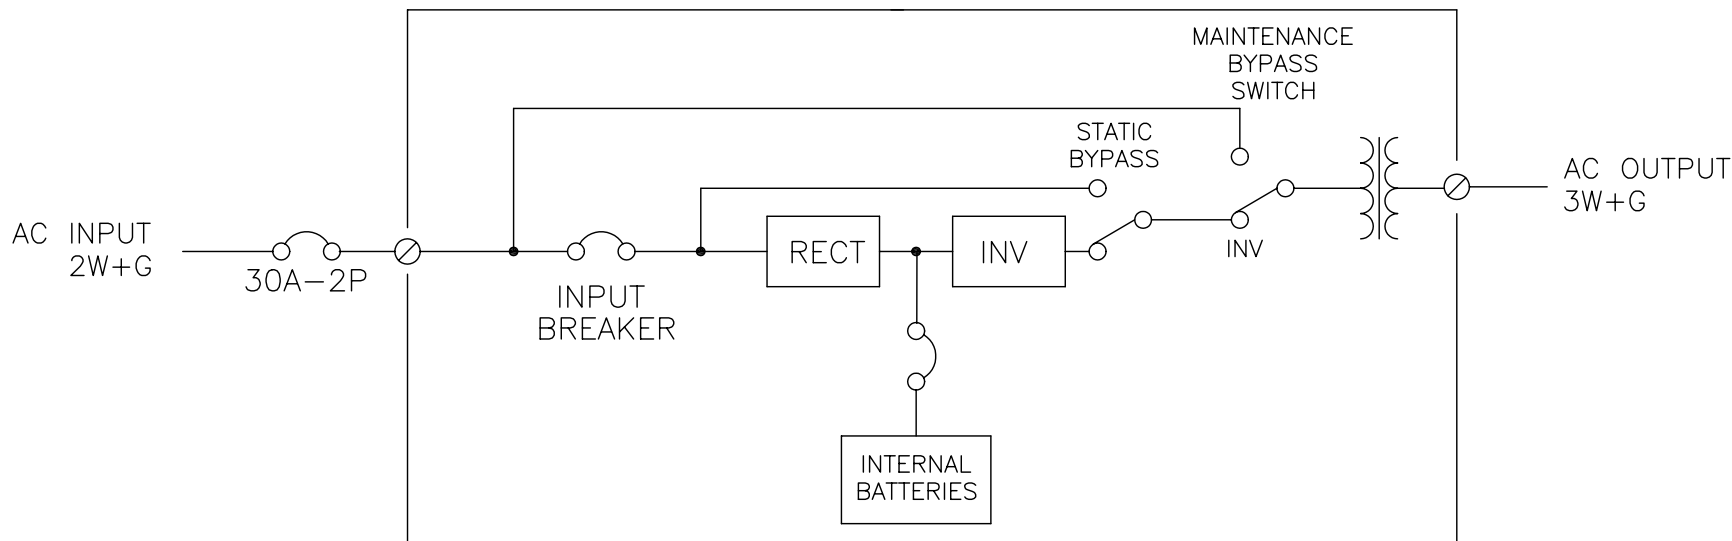 MAINTENANCE
BYPASS
SWITCH
STATIC
BYPASS
AC INPUT
2W+G
30A-2P
INPUT
BREAKER
RECT
INV
INV
AC OUTPUT
3W+G
INTERNAL
BATTERIES